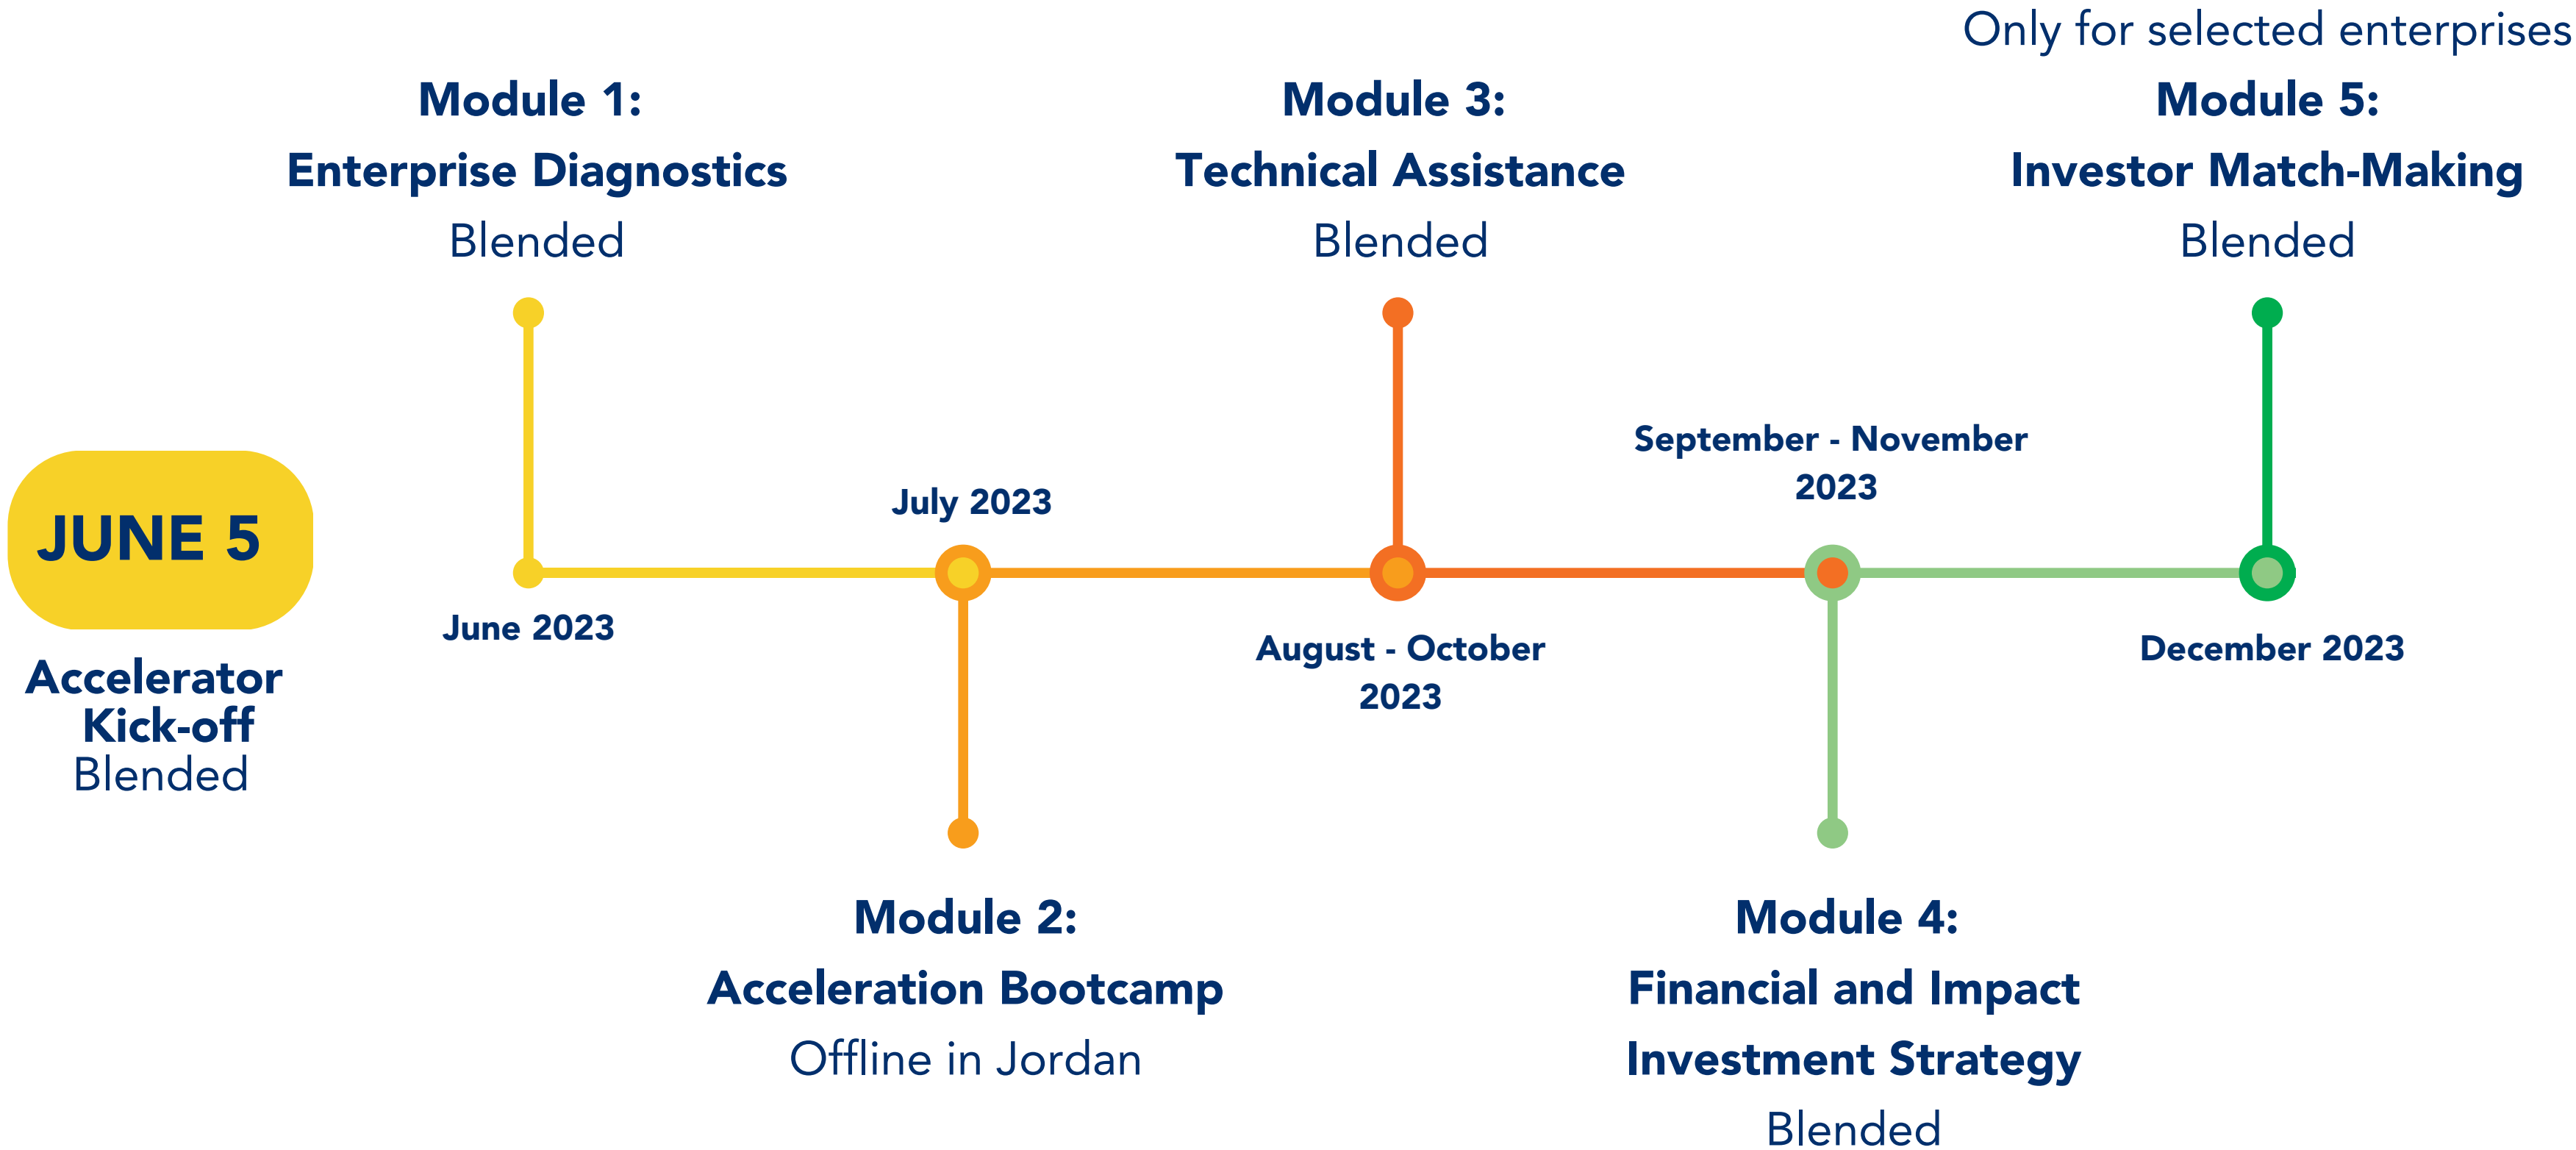 JUNE 5
Accelerator
Kick-off
Blended
Module 1:
Enterprise Diagnostics
Blended
June 2023
July 2023
Module 2:
Acceleration Bootcamp
Offline in Jordan
Module 3:
Technical Assistance
Blended
August - October
2023
September - November
2023
Module 4:
Financial and Impact
Investment Strategy
Blended
Only for selected enterprises
Module 5:
Investor Match-Making
Blended
December 2023